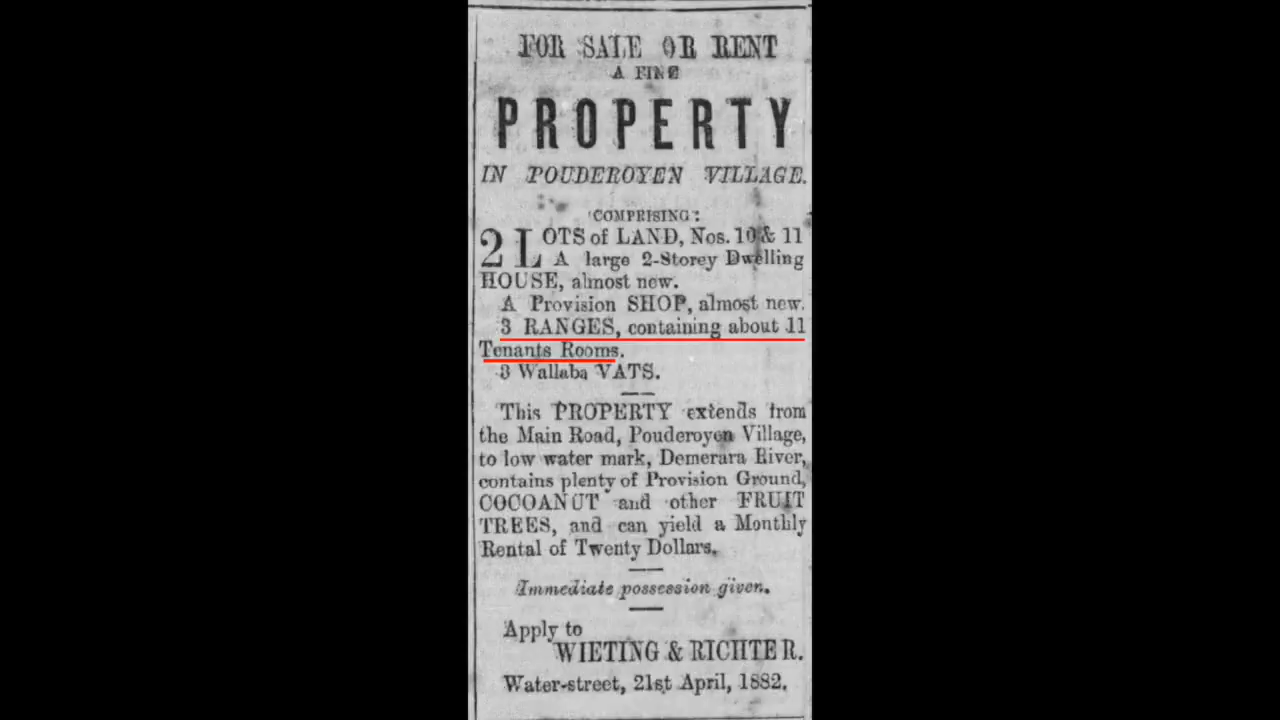 FOR SALE OR RENT
A FINE
PROPERTY
IN POUDEROYEN VILLAGE.
COMPRISING:
2 LOTS of LAND, Nos. 10 & 11
A large 2-Storey Dwelling
HOUSE, almost new.
A Provision SHOP, almost new.
3 RANGES, containing about 11
Tenants Rooms.
3 Wallaba VATS.
This PROPERTY extends from
the Main Road, Pouderoyen Village,
to low water mark, Demerara River,
contains plenty of Provision Ground,
COCOANUT and other FRUIT
TREES, and can yield a Monthly
Rental of Twenty Dollars.
Immediate possession given.
Apply to
WIETING & RICHTER.
Water-street, 21st April, 1882.